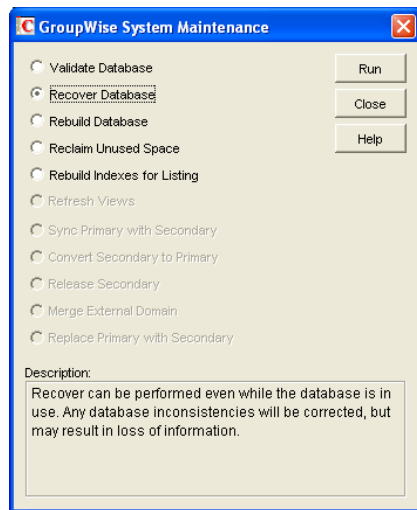 GroupWise System Maintenance
Validate Database
Run
Recover Database
Close
Rebuild Database
Help
Reclaim Unused Space
Rebuild Indexes for Listing
Refresh Views
Sync Primary with Secondary
Convert Secondary to Primary
Release Secondary
Merge External Domain
Replace Primary with Secondary
Description:
Recover can be performed even while the database is in
use. Any database inconsistencies will be corrected, but
may result in loss of information.